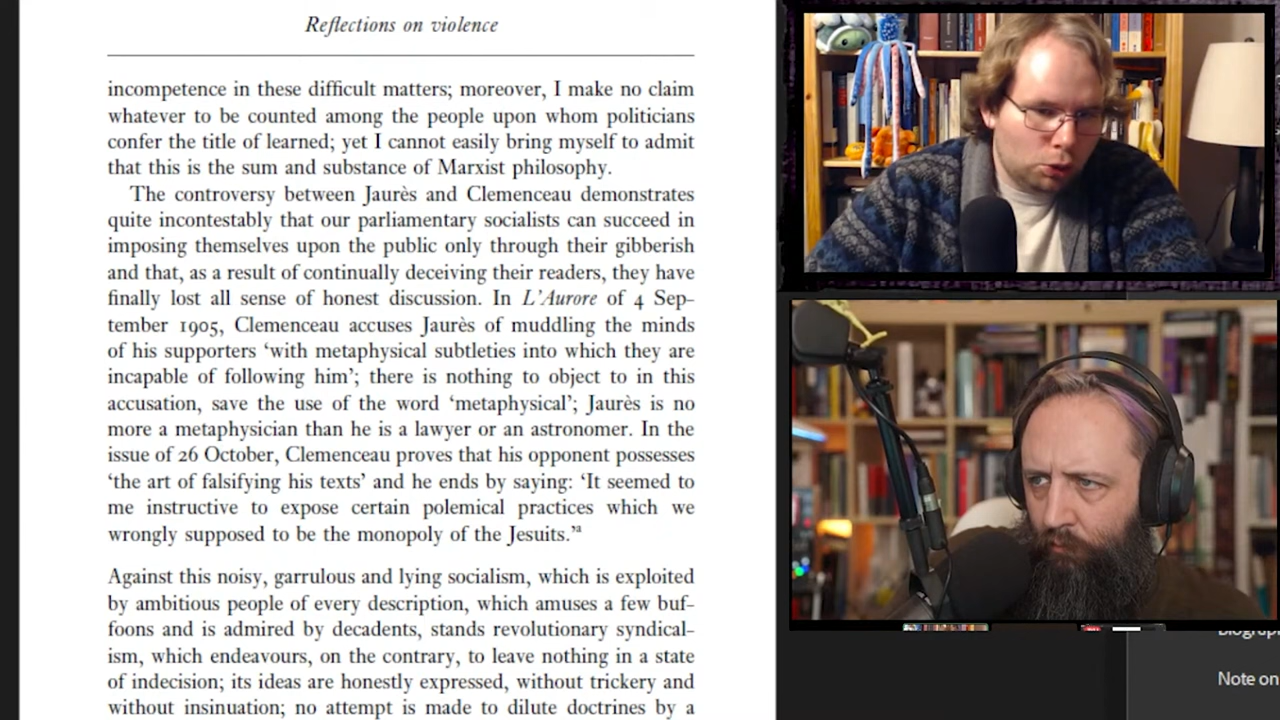 Reflections on violence
incompetence in these difficult matters; moreover, I make no claim
whatever to be counted among the people upon whom politicians
confer the title of learned; yet I cannot easily bring myself to admit
that this is the sum and substance of Marxist philosophy.
The controversy between Jaurès and Clemenceau demonstrates
quite incontestably that our parliamentary socialists can succeed in
imposing themselves upon the public only through their gibberish
and that, as a result of continually deceiving their readers, they have
finally lost all sense of honest discussion. In L'Aurore of 4 Sep-
tember 1905, Clemenceau accuses Jaurès of muddling the minds
of his supporters ‘with metaphysical subtleties into which they are
incapable of following him’; there is nothing to object to in this
accusation, save the use of the word ‘metaphysical’; Jaurès is no
more a metaphysician than he is a lawyer or an astronomer. In the
issue of 26 October, Clemenceau proves that his opponent possesses
‘the art of falsifying his texts’ and he ends by saying: ‘It seemed to
me instructive to expose certain polemical practices which we
wrongly supposed to be the monopoly of the Jesuits.’a
Against this noisy, garrulous and lying socialism, which is exploited
by ambitious people of every description, which amuses a few buf-
foons and is admired by decadents, stands revolutionary syndical-
ism, which endeavours, on the contrary, to leave nothing in a state
of indecision; its ideas are honestly expressed, without trickery and
without insinuation; no attempt is made to dilute doctrines by a
Note on